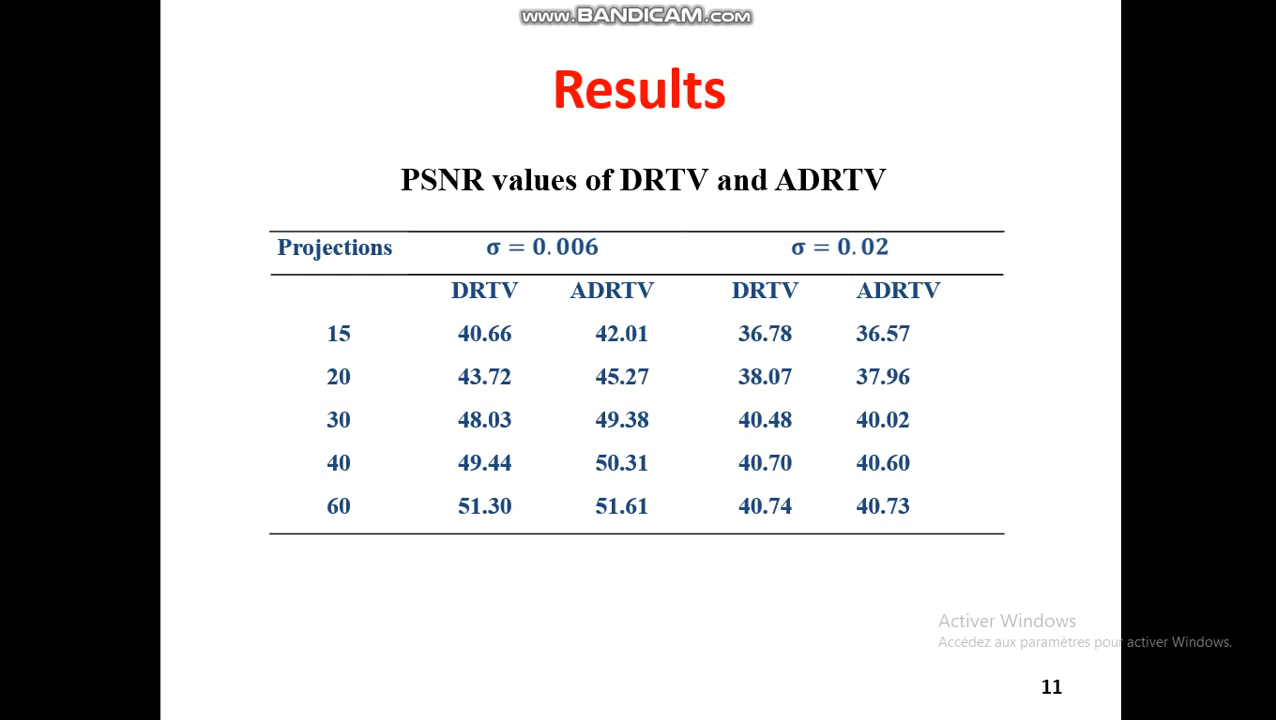 www.BANDICAM.com
Results
PSNR values of DRTV and ADRTV
Projections σ = 0.006 σ = 0.02
DRTV ADRTV DRTV ADRTV
15 40.66 42.01 36.78 36.57
20 43.72 45.27 38.07 37.96
30 48.03 49.38 40.48 40.02
40 49.44 50.31 40.70 40.60
60 51.30 51.61 40.74 40.73
Activer Windows
Accédez aux paramètres pour activer Windows.
11